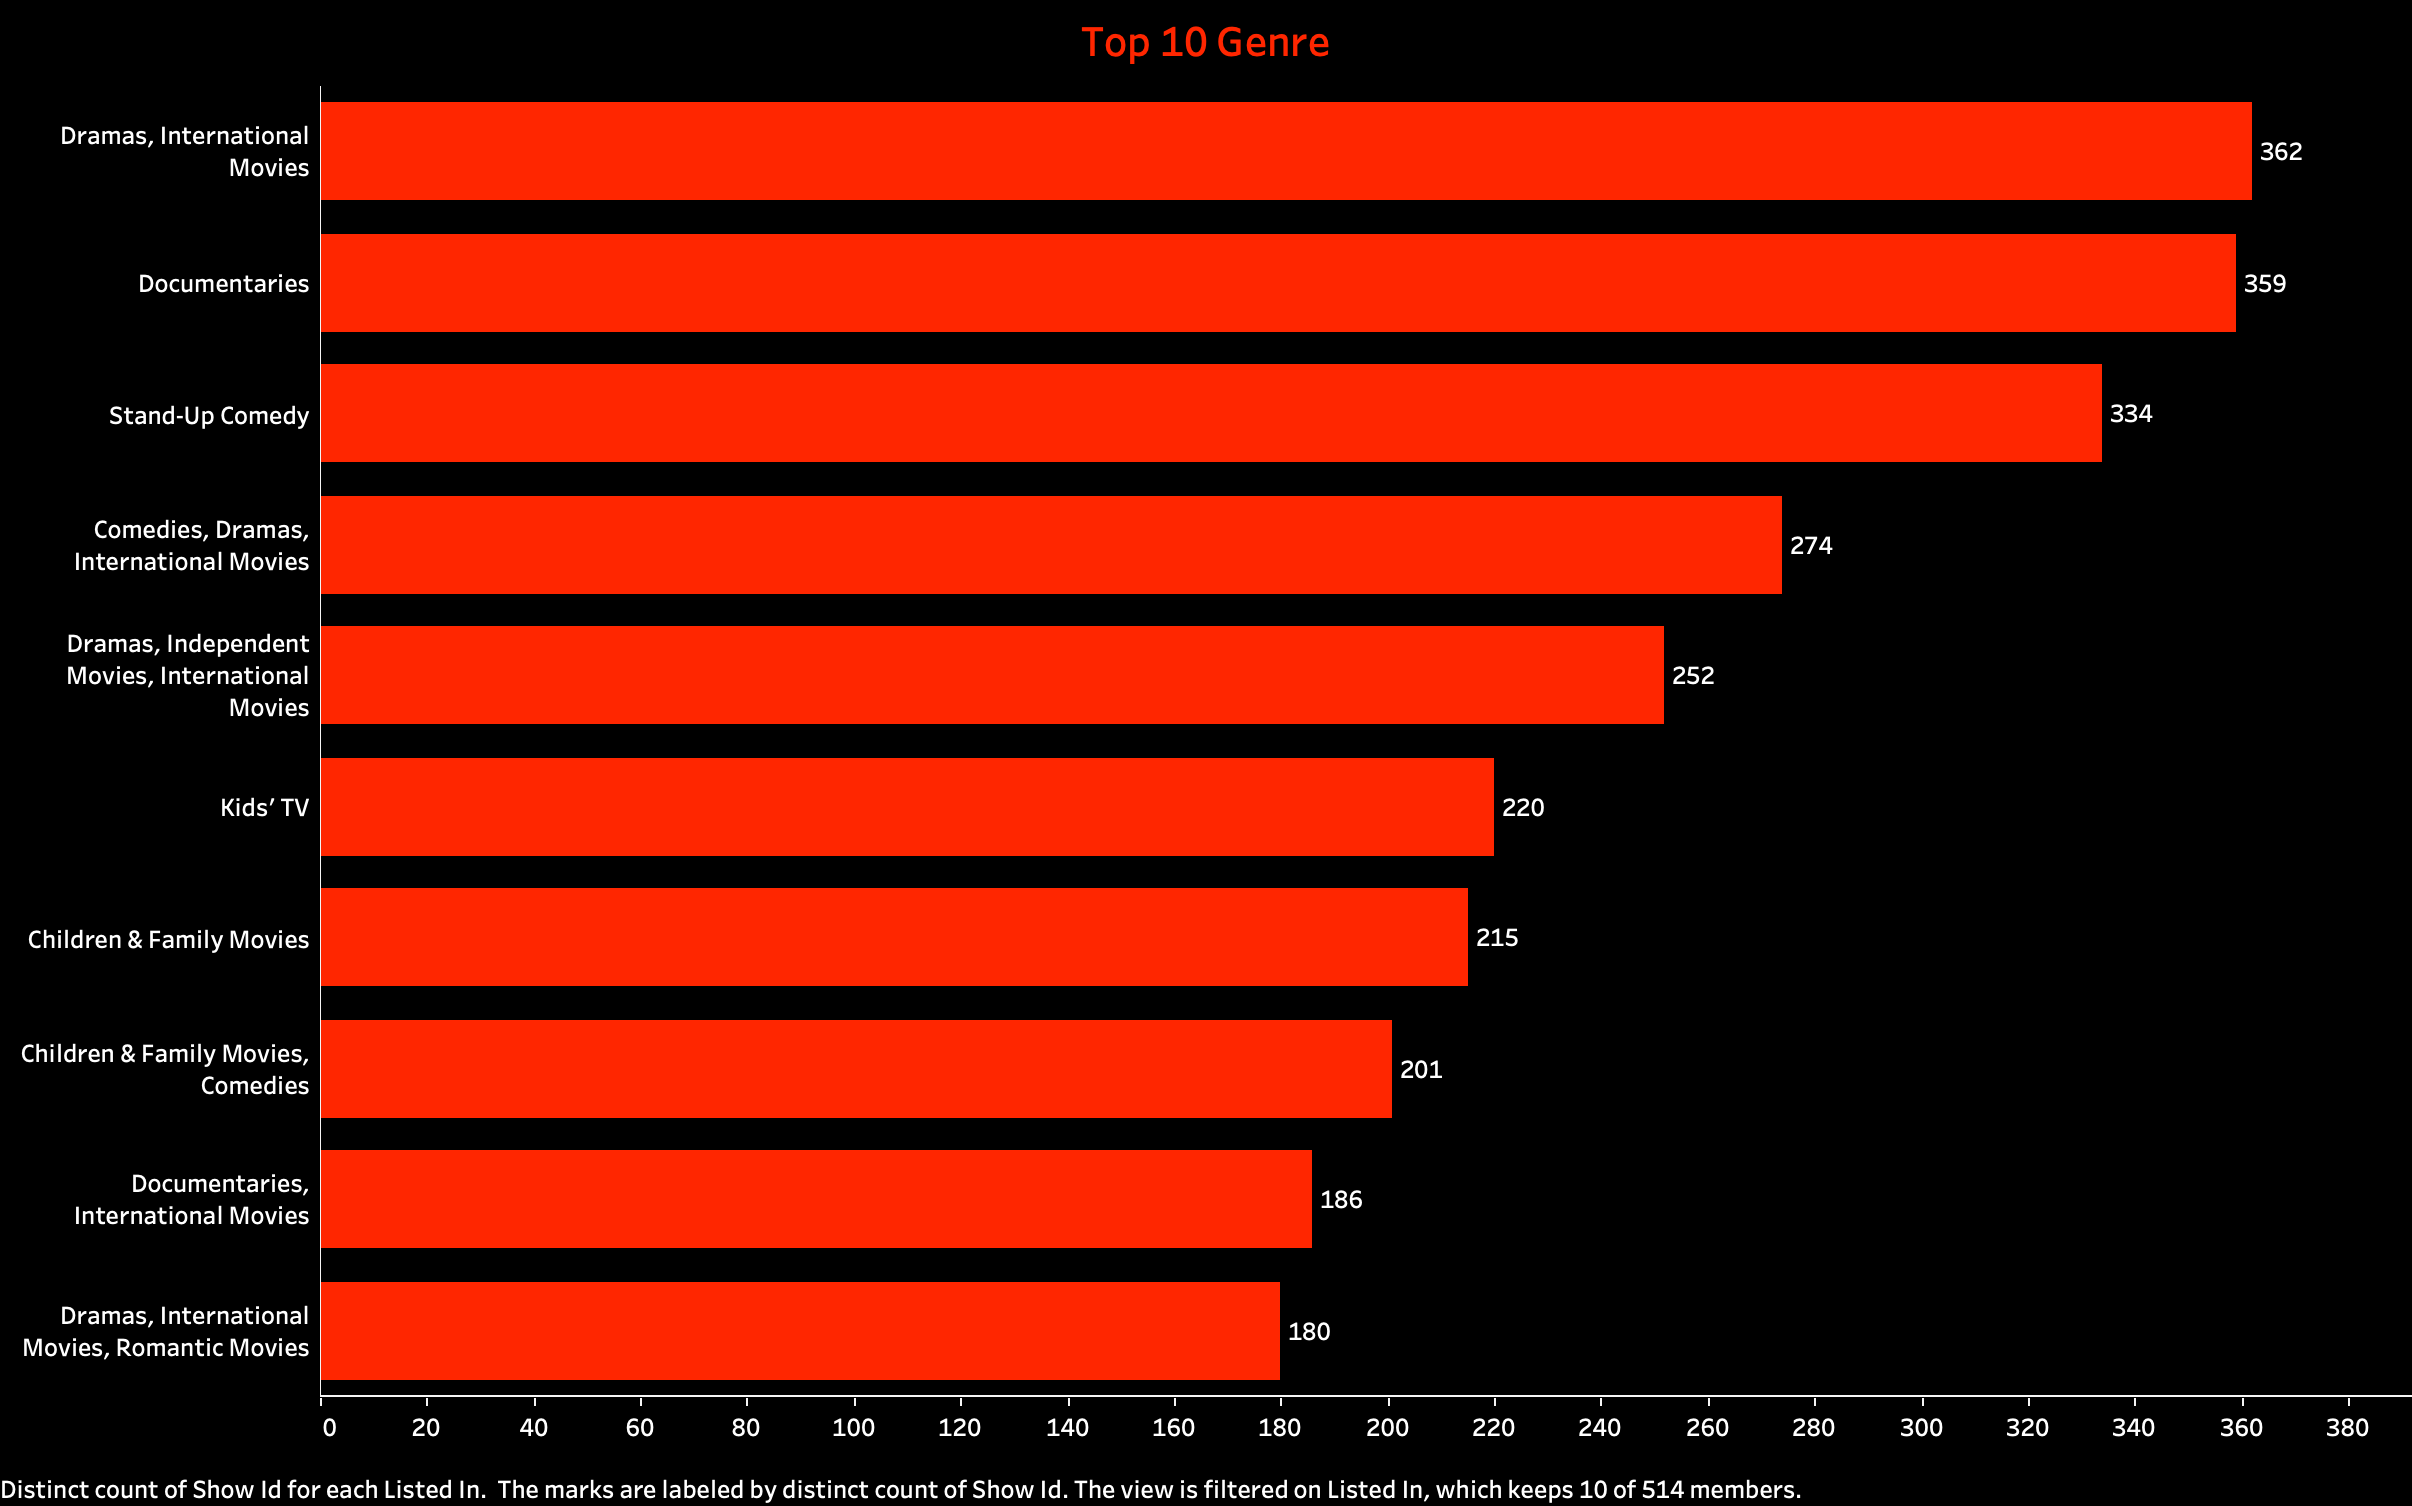 Top 10 Genre
Dramas, International
Movies
362
Documentaries
359
Stand-Up Comedy
334
Comedies, Dramas,
International Movies
274
Dramas, Independent
Movies, International
Movies
252
Kids’ TV
220
Children & Family Movies
215
Children & Family Movies,
Comedies
201
Documentaries,
International Movies
186
Dramas, International
Movies, Romantic Movies
180
0 20 40 60 80 100 120 140 160 180 200 220 240 260 280 300 320 340 360 380
Distinct count of Show Id for each Listed In.  The marks are labeled by distinct count of Show Id. The view is filtered on Listed In, which keeps 10 of 514 members.